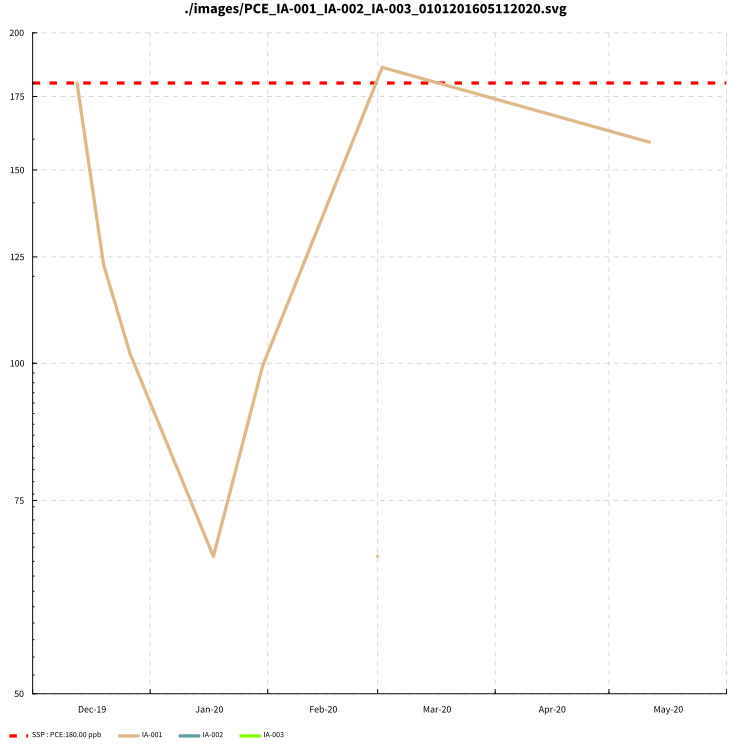 ./images/PCE_IA-001_IA-002_IA-003_0101201605112020.svg
200
175
150
125
100
75
50
Dec-19 Jan-20 Feb-20 Mar-20 Apr-20 May-20
SSP : PCE:180.00 ppb IA-001 IA-002 IA-003